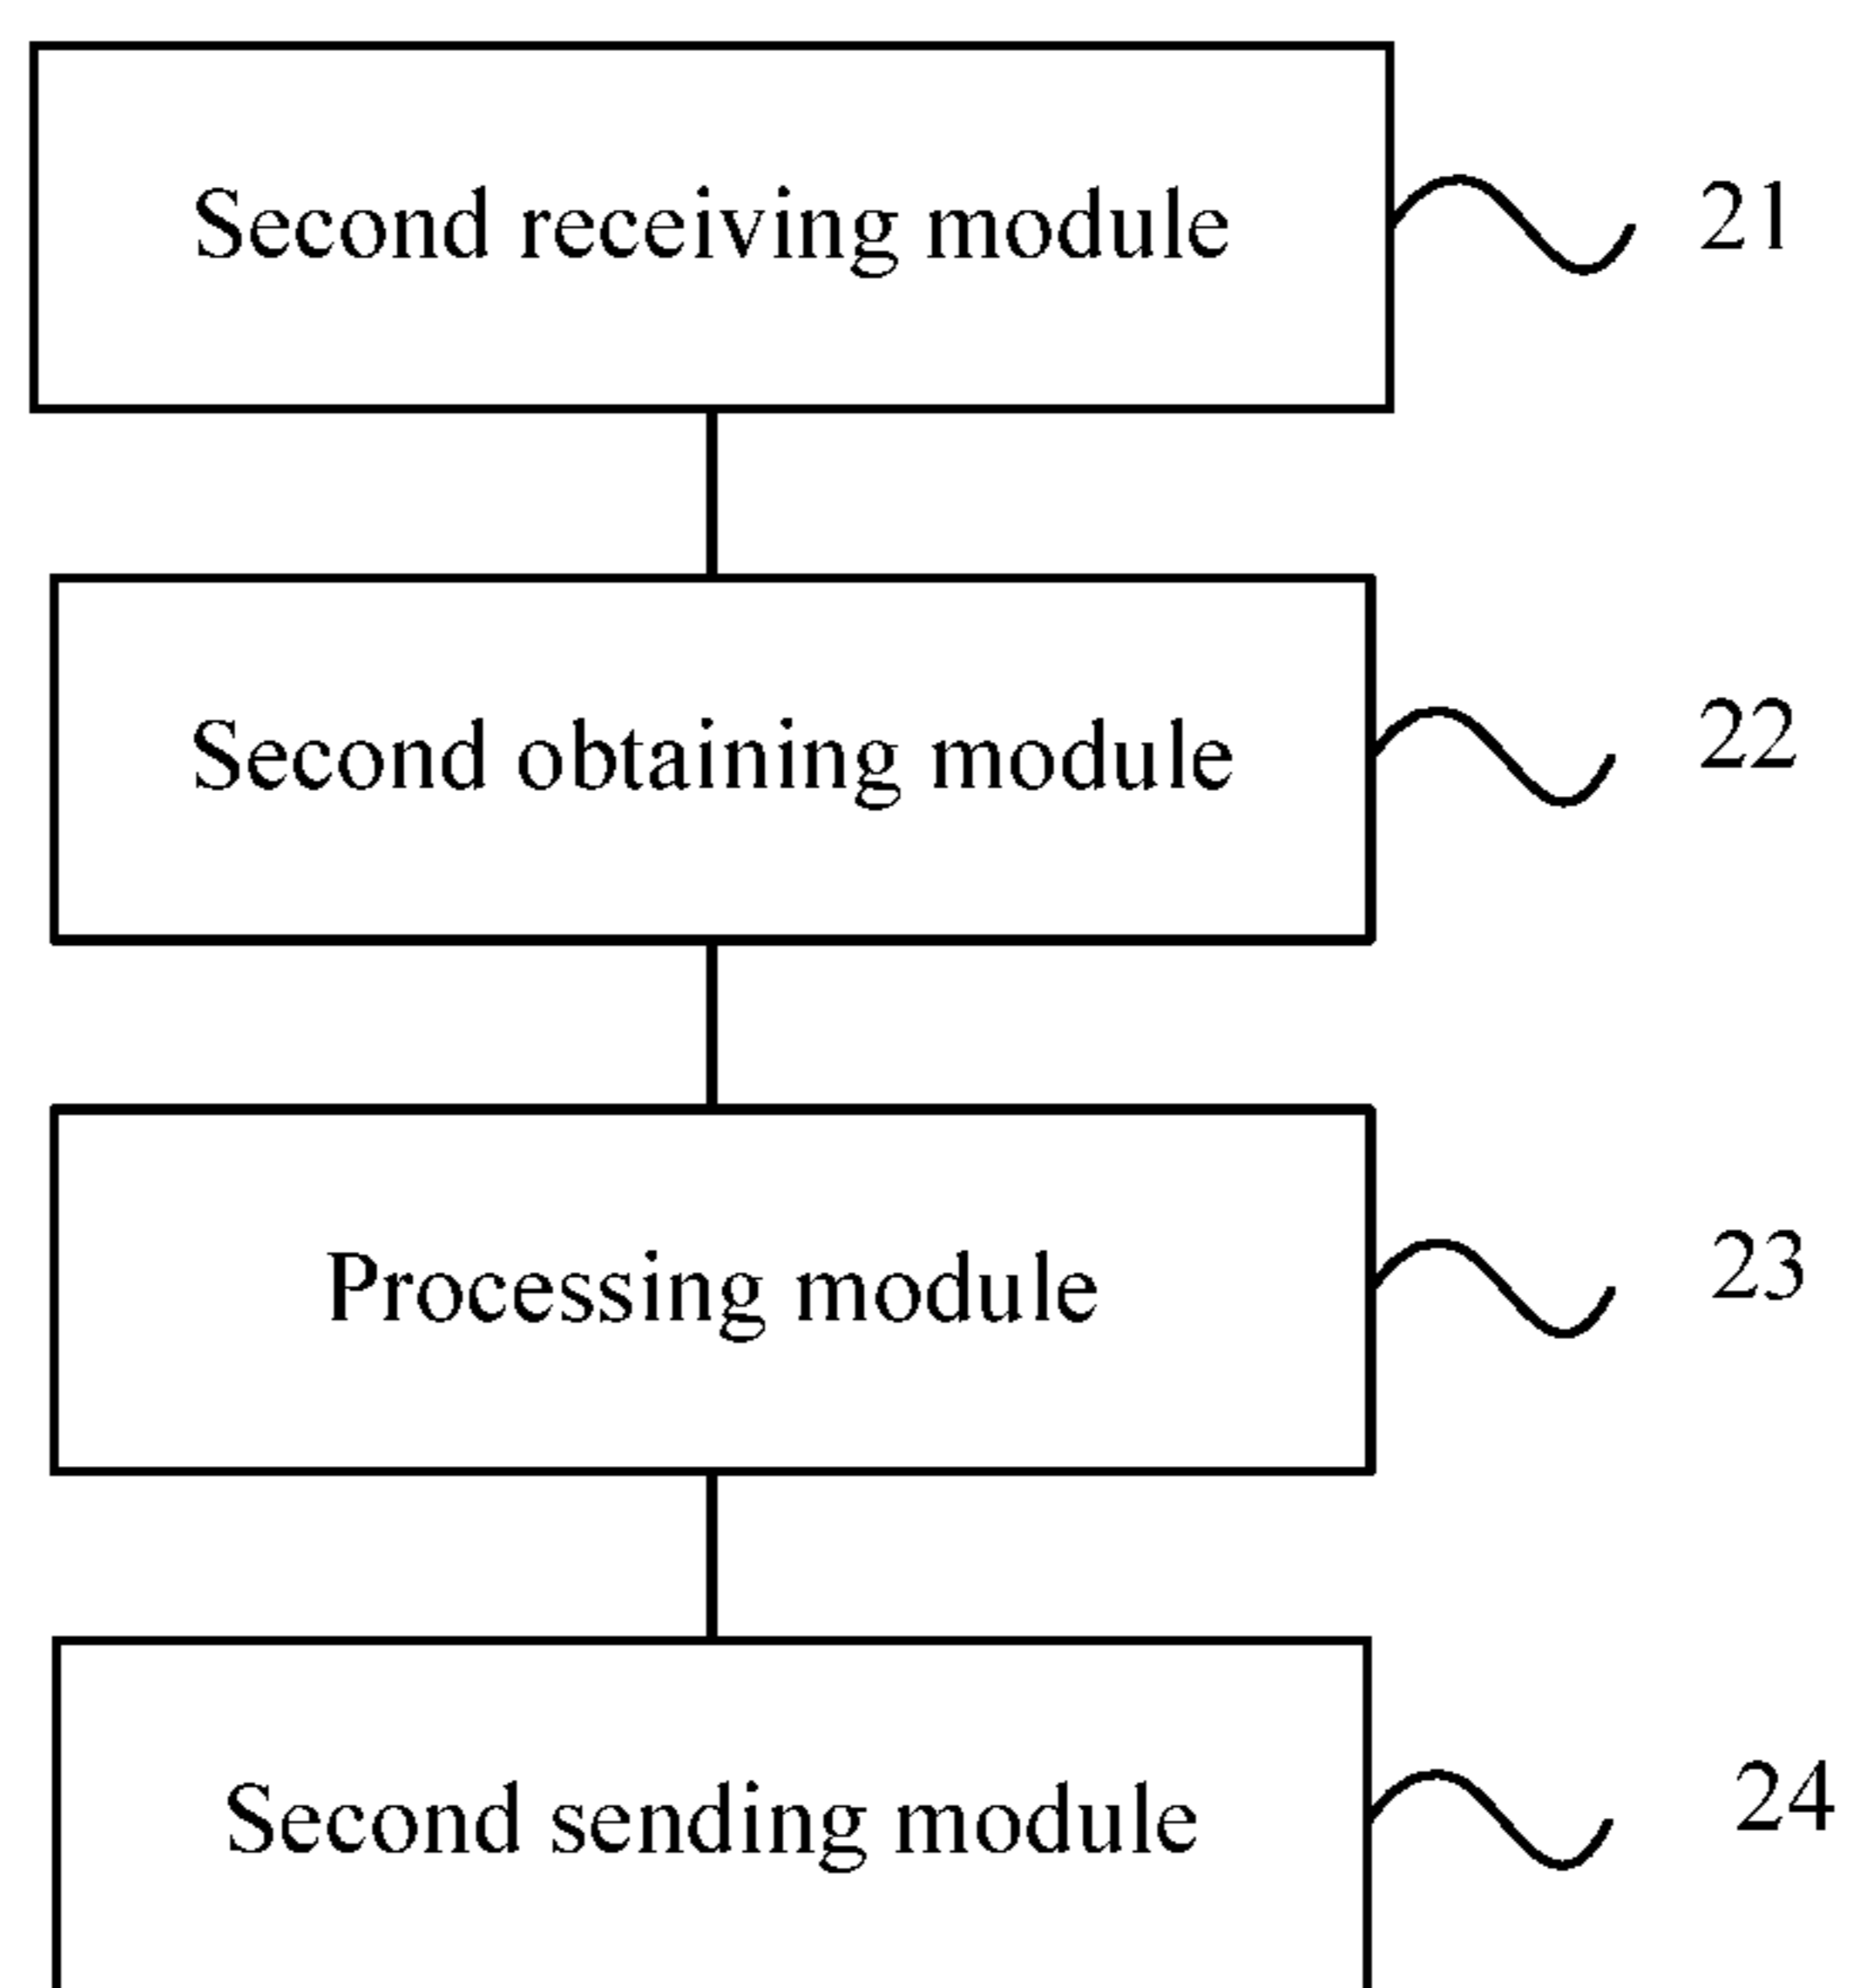 Second receiving module 21
Second obtaining module 22
Processing module 23
Second sending module 24